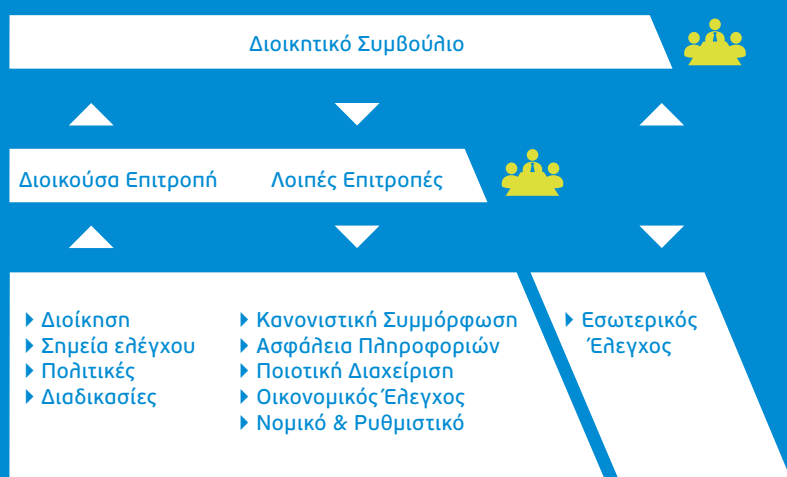 Διοικητικό Συμβούλιο
Διοικούσα Επιτροπή
Λοιπές Επιτροπές
Διοίκηση
Σημεία ελέγχου
Πολιτικές
Διαδικασίες
Κανονιστική Συμμόρφωση
Ασφάλεια Πληροφοριών
Ποιοτική Διαχείριση
Οικονομικός Έλεγχος
Νομικό & Ρυθμιστικό
Εσωτερικός
Έλεγχος